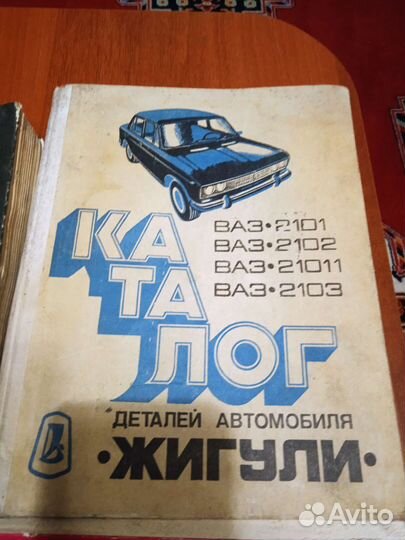 ВАЗ•2101
ВАЗ•2102
ВАЗ•21011
ВАЗ•2103
КА
ТА
ЛОГ
ДЕТАЛЕЙ АВТОМОБИЛЯ
•ЖИГУЛИ•
Avito